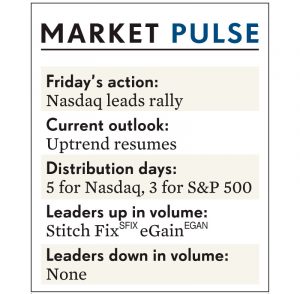 MARKET PULSE
Friday's action:
Nasdaq leads rally
Current outlook:
Uptrend resumes
Distribution days:
5 for Nasdaq, 3 for S&P 500
Leaders up in volume:
Stitch Fix SFIX eGain EGAN
Leaders down in volume:
None